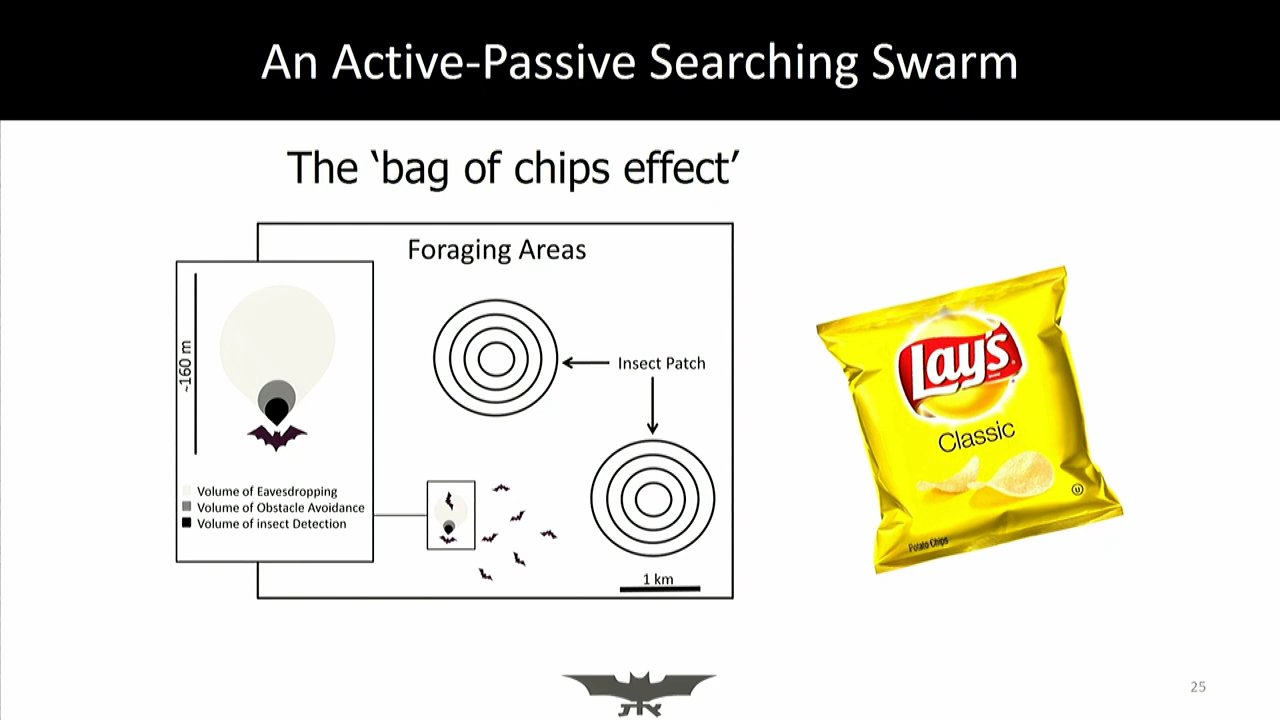 An Active-Passive Searching Swarm
The ‘bag of chips effect’
Foraging Areas
~160 m
Insect Patch
Volume of Eavesdropping
Volume of Obstacle Avoidance
Volume of insect Detection
1 km
Lay's
Classic
Potato Chips
25